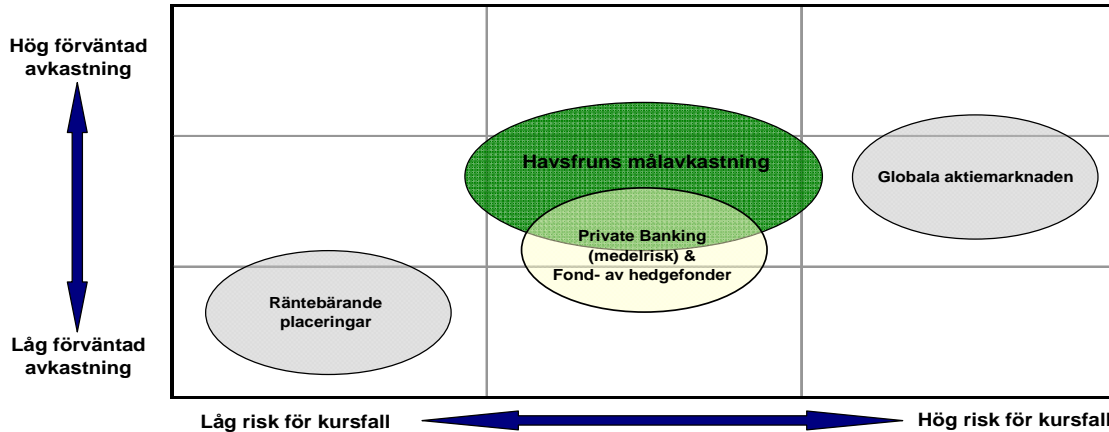 Hög förväntad
avkastning
Havsfruns målavkastning
Globala aktiemarknaden
Private Banking
(medelrisk) &
Fond- av hedgefonder
Räntebärande
placeringar
Låg förväntad
avkastning
Låg risk för kursfall
Hög risk för kursfall